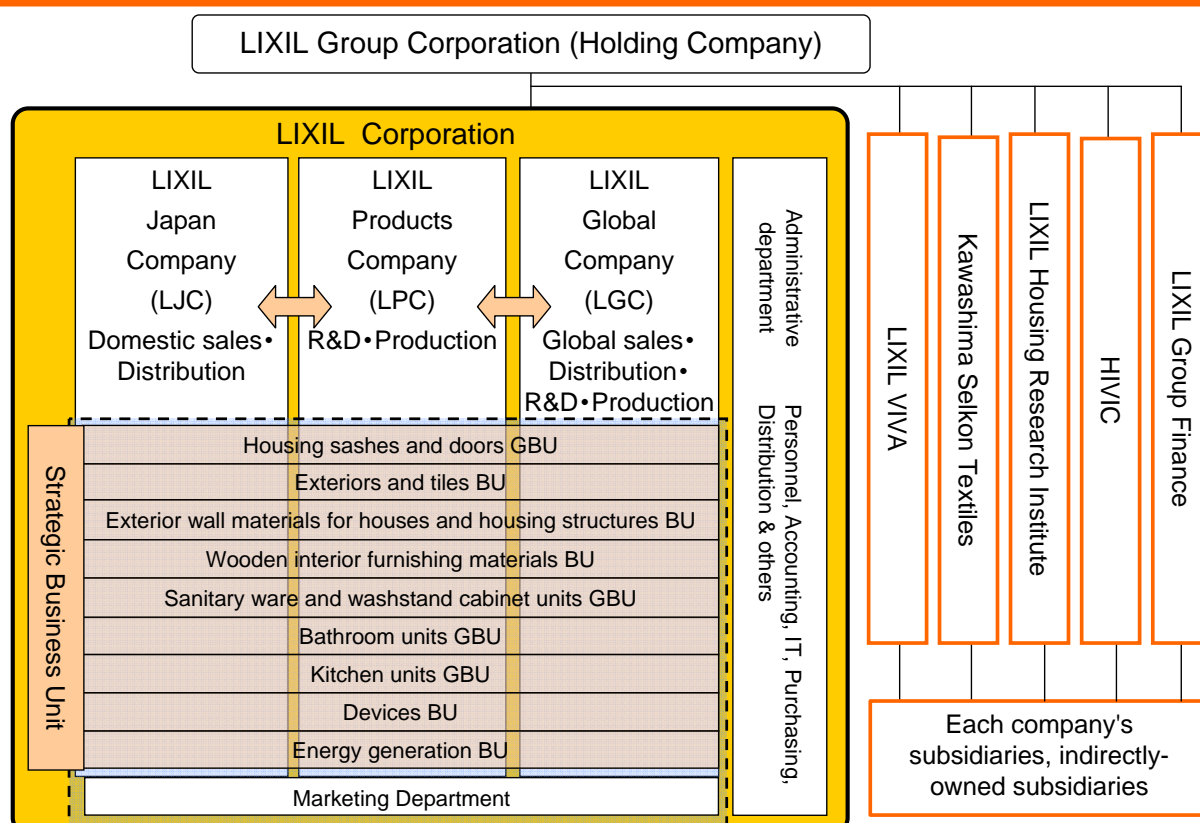 LIXIL Group Corporation (Holding Company)
LIXIL Corporation
LIXIL
Japan
Company
(LJC)
Domestic sales•
Distribution
LIXIL
Products
Company
(LPC)
R&D•Production
LIXIL
Global
Company
(LGC)
Global sales•
Distribution•
R&D•Production
Administrative
department
Personnel, Accounting, IT, Purchasing,
Distribution & others
Strategic Business Unit
Housing sashes and doors GBU
Exteriors and tiles BU
Exterior wall materials for houses and housing structures BU
Wooden interior furnishing materials BU
Sanitary ware and washstand cabinet units GBU
Bathroom units GBU
Kitchen units GBU
Devices BU
Energy generation BU
Marketing Department
LIXIL VIVA
Kawashima Selkon Textiles
LIXIL Housing Research Institute
HIVIC
LIXIL Group Finance
Each company's
subsidiaries, indirectly-
owned subsidiaries